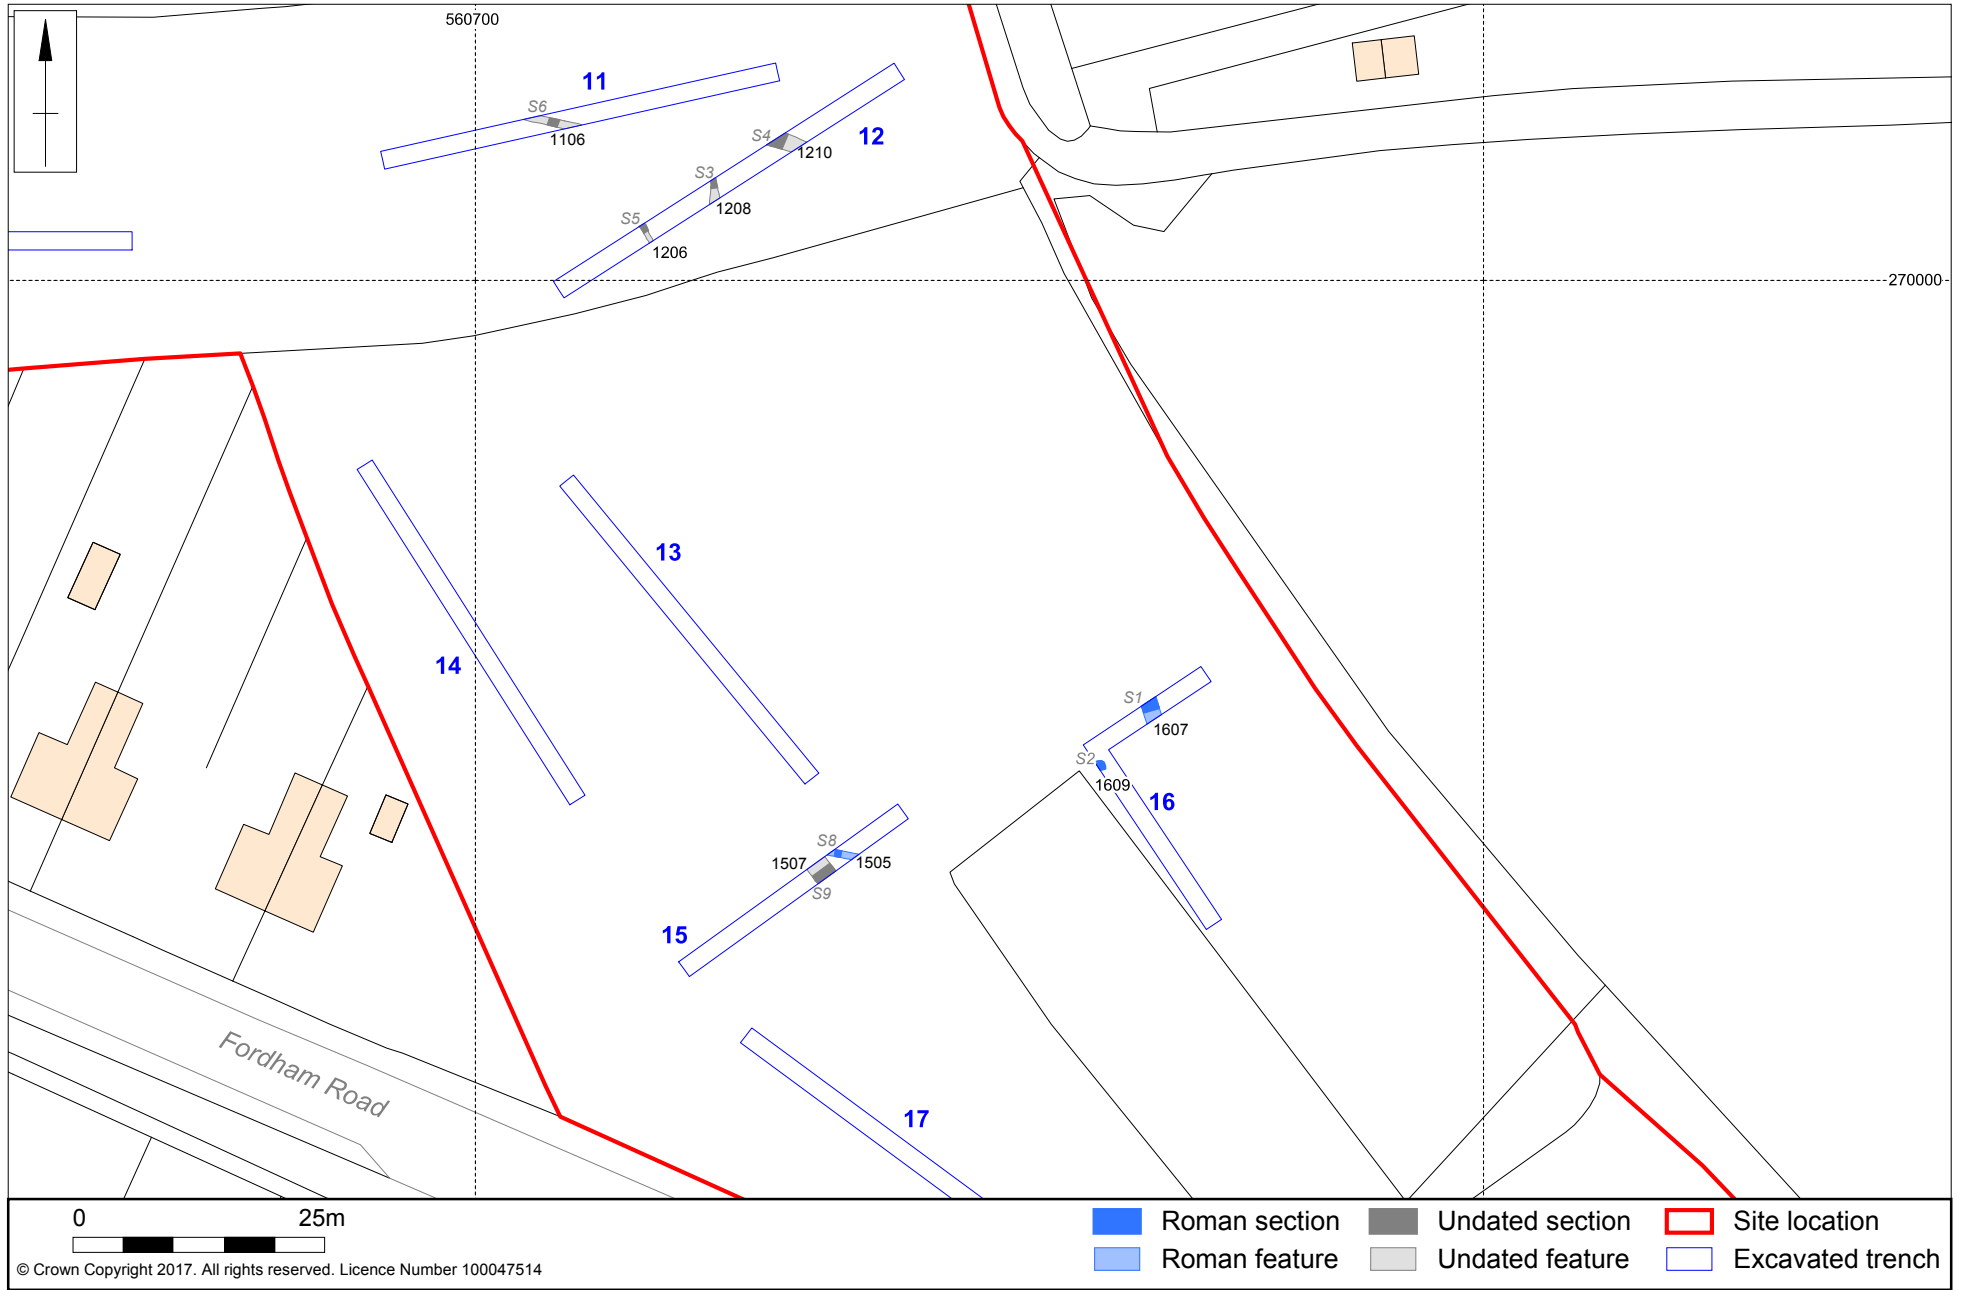 560700
11
S6
1106
S4
12
1210
S3
1208
S5
1206
270000
13
14
S1
1607
S2
1609
16
S8
1507
1505
S9
15
Fordham Road
17
0 25m
© Crown Copyright 2017. All rights reserved. Licence Number 100047514
Roman section
Undated section
Site location
Roman feature
Undated feature
Excavated trench